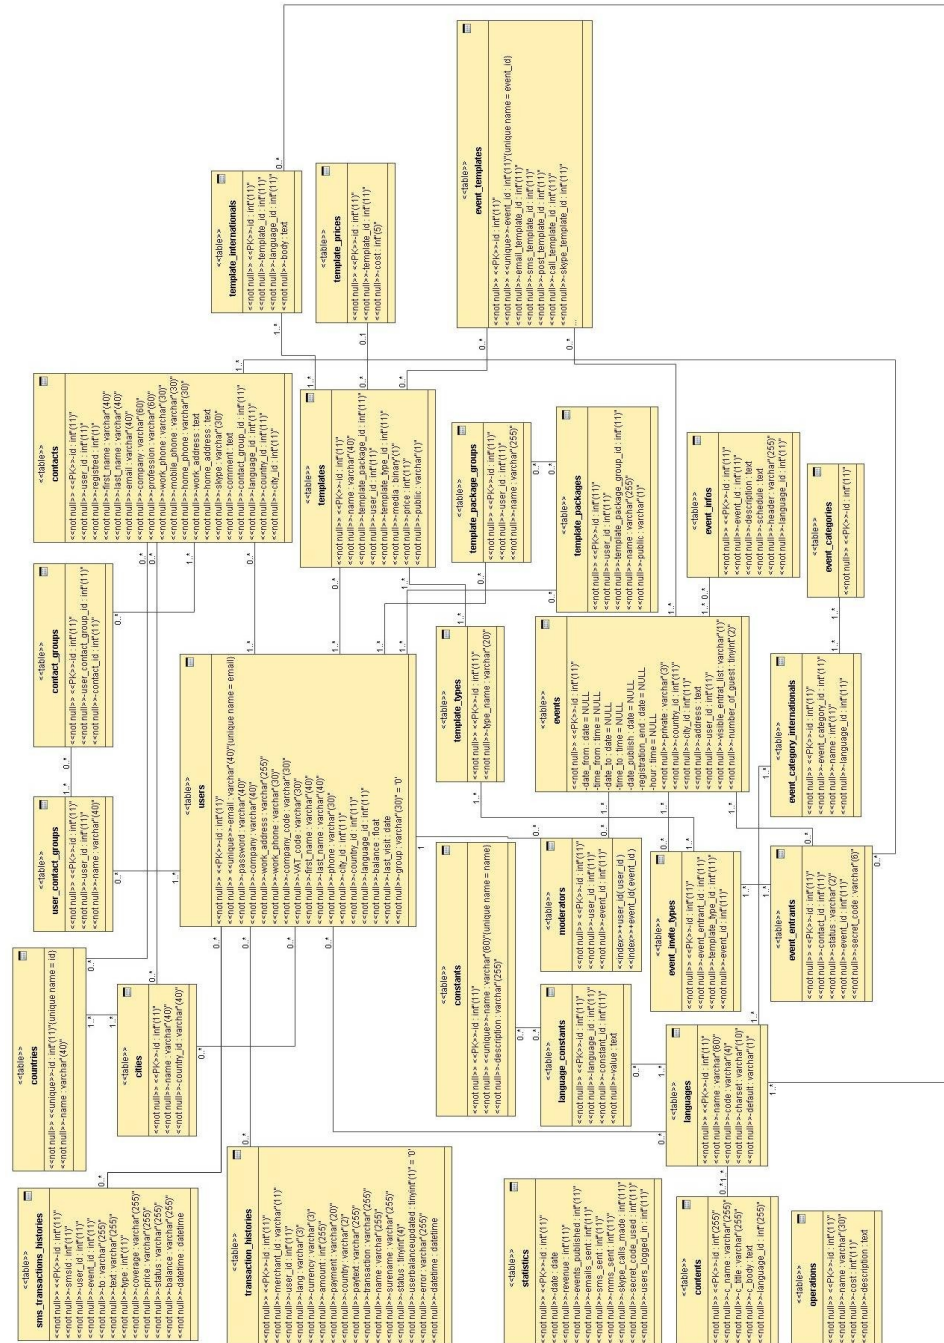 <<table>>
operations
<<not null>> <<PK>>-id : int"(11)"
<<not null>>-name : varchar"(30)"
<<not null>>-cost : int"(11)"
<<not null>>-description : text
<<table>>
contents
<<not null>> <<PK>>-id : int"(255)"
<<not null>>-c_name : varchar"(255)"
<<not null>>-c_title : varchar"(255)"
<<not null>>-c_body : text
<<not null>>-language_id : int"(11)"
<<table>>
statistics
<<not null>> <<PK>>-id : int"(11)"
<<not null>>-date : date
<<not null>>-revenue : int"(11)"
<<not null>>-events_published : int"(11)"
<<not null>>-emails_sent : int"(11)"
<<not null>>-sms_sent : int"(11)"
<<not null>>-mms_sent : int"(11)"
<<not null>>-skype_calls_made : int"(11)"
<<not null>>-secret_code_used : int"(11)"
<<not null>>-users_logged_in : int"(11)"
<<table>>
transaction_histories
<<not null>> <<PK>>-id : int"(11)"
<<not null>>-merchant_id : varchar"(11)"
<<not null>>-user_id : int"(11)"
<<not null>>-lang : varchar"(3)"
<<not null>>-currency : varchar"(3)"
<<not null>>-amount : int"(255)"
<<not null>>-payment : varchar"(20)"
<<not null>>-country : varchar"(2)"
<<not null>>-paytext : varchar"(255)"
<<not null>>-transaction : varchar"(255)"
<<not null>>-name : varchar"(255)"
<<not null>>-surename : varchar"(255)"
<<not null>>-status : tinyint"(4)"
<<not null>>-userbalanceupdated : tinyint"(1)" = '0'
<<not null>>-error : varchar"(255)"
<<not null>>-datetime : datetime
<<table>>
sms_transaction_histories
<<not null>> <<PK>>-id : int"(11)"
<<not null>>-smsid : int"(11)"
<<not null>>-user_id : int"(11)"
<<not null>>-event_id : int"(11)"
<<not null>>-to : varchar"(255)"
<<not null>>-text : varchar"(255)"
<<not null>>-type : int"(11)"
<<not null>>-coverage : varchar"(255)"
<<not null>>-price : varchar"(255)"
<<not null>>-status : varchar"(255)"
<<not null>>-balance : varchar"(255)"
<<not null>>-datetime : datetime
<<table>>
countries
<<not null>> <<unique>>-id : int"(11)"(unique name = id)
<<not null>>-name : varchar"(40)"
<<table>>
cities
<<not null>> <<PK>>-id : int"(11)"
<<not null>>-name : varchar"(40)"
<<not null>>-country_id : varchar"(40)"
<<table>>
constants
<<not null>> <<PK>>-id : int"(11)"
<<not null>> <<unique>>-name : varchar"(60)"(unique name = name)
<<not null>>-description : varchar"(255)"
<<table>>
language_constants
<<not null>> <<PK>>-id : int"(11)"
<<not null>>-language_id : int"(11)"
<<not null>>-constant_id : int"(11)"
<<not null>>-value : text
<<table>>
languages
<<not null>> <<PK>>-id : int"(11)"
<<not null>>-name : varchar"(60)"
<<not null>>-code : varchar"(4)"
<<not null>>-charset : varchar"(10)"
<<not null>>-default : varchar"(1)"
<<table>>
user_contact_groups
<<not null>> <<PK>>-id : int"(11)"
<<not null>>-user_id : int"(11)"
<<not null>>-name : varchar"(40)"
<<table>>
contact_groups
<<not null>> <<PK>>-id : int"(11)"
<<not null>>-user_contact_group_id : int"(11)"
<<not null>>-contact_id : int"(11)"
<<table>>
users
<<not null>> <<PK>>-id : int"(11)"
<<not null>> <<unique>>-email : varchar"(40)"(unique name = email)
<<not null>>-password : varchar"(40)"
<<not null>>-company : varchar"(40)"
<<not null>>-work_address : varchar"(255)"
<<not null>>-work_phone : varchar"(30)"
<<not null>>-company_code : varchar"(30)"
<<not null>>-VAT_code : varchar"(30)"
<<not null>>-first_name : varchar"(40)"
<<not null>>-last_name : varchar"(40)"
<<not null>>-phone : varchar"(30)"
<<not null>>-city_id : int"(11)"
<<not null>>-country_id : int"(11)"
<<not null>>-language_id : int"(11)"
<<not null>>-balance : float
<<not null>>-last_visit : date
<<not null>>-group : varchar"(30)" = '0'
<<table>>
moderator
<<not null>> <<PK>>-id : int"(11)"
<<not null>>-user_id : int"(11)"
<<not null>>-event_id : int"(11)"
<<index>>+user_id( user_id )
<<index>>+event_id( event_id )
<<table>>
event_invite_types
<<not null>> <<PK>>-id : int"(11)"
<<not null>>-event_entrant_id : int"(11)"
<<not null>>-template_type_id : int"(11)"
<<not null>>-event_id : int"(11)"
<<table>>
event_entrants
<<not null>> <<PK>>-id : int"(11)"
<<not null>>-contact_id : int"(11)"
<<not null>>-status : varchar"(2)"
<<not null>>-event_id : int"(11)"
<<not null>>-secret_code : varchar"(6)"
<<table>>
template_types
<<not null>> <<PK>>-id : int"(11)"
<<not null>>-type_name : varchar"(20)"
<<table>>
events
<<not null>> <<PK>>-id : int"(11)"
-date_from : date = NULL
-time_from : time = NULL
-date_to : date = NULL
-time_to : time = NULL
-date_publish : date = NULL
-registration_end : date = NULL
-hour : time = NULL
<<not null>>-private : varchar"(3)"
<<not null>>-country_id : int"(11)"
<<not null>>-city_id : int"(11)"
<<not null>>-address : text
<<not null>>-user_id : int"(11)"
<<not null>>-visible_entrat_list : varchar"(1)"
<<not null>>-number_of_guest : tinyint"(2)"
<<table>>
event_category_internationals
<<not null>> <<PK>>-id : int"(11)"
<<not null>>-event_category_id : int"(11)"
<<not null>>-name : int"(11)"
<<not null>>-language_id : int"(11)"
<<table>>
contacts
<<not null>> <<PK>>-id : int"(11)"
<<not null>>-user_id : int"(11)"
<<not null>>-registred : int"(1)"
<<not null>>-first_name : varchar"(40)"
<<not null>>-last_name : varchar"(40)"
<<not null>>-email : varchar"(40)"
<<not null>>-company : varchar"(60)"
<<not null>>-profession : varchar"(60)"
<<not null>>-work_phone : varchar"(30)"
<<not null>>-mobile_phone : varchar"(30)"
<<not null>>-home_phone : varchar"(30)"
<<not null>>-work_address : text
<<not null>>-home_address : text
<<not null>>-skype : varchar"(30)"
<<not null>>-comment : text
<<not null>>-contact_group_id : int"(11)"
<<not null>>-language_id : int"(11)"
<<not null>>-country_id : int"(11)"
<<not null>>-city_id : int"(11)"
<<table>>
templates
<<not null>> <<PK>>-id : int"(11)"
<<not null>>-name : varchar"(40)"
<<not null>>-template_package_id : int"(11)"
<<not null>>-user_id : int"(11)"
<<not null>>-template_type_id : int"(11)"
<<not null>>-media : binary"(1)"
<<not null>>-price : int"(11)"
<<not null>>-public : varchar"(1)"
<<table>>
template_package_groups
<<not null>> <<PK>>-id : int"(11)"
<<not null>>-user_id : int"(11)"
<<not null>>-name : varchar"(255)"
<<table>>
template_packages
<<not null>> <<PK>>-id : int"(11)"
<<not null>>-user_id : int"(11)"
<<not null>>-template_package_group_id : int"(11)"
<<not null>>-name : varchar"(255)"
<<not null>>-public : varchar"(1)"
<<table>>
event_infos
<<not null>> <<PK>>-id : int"(11)"
<<not null>>-event_id : int"(11)"
<<not null>>-description : text
<<not null>>-schedule : text
<<not null>>-header : varchar"(255)"
<<not null>>-language_id : int"(11)"
<<table>>
event_categories
<<not null>> <<PK>>-id : int"(11)"
<<table>>
template_internationals
<<not null>> <<PK>>-id : int"(11)"
<<not null>>-template_id : int"(11)"
<<not null>>-language_id : int"(11)"
<<not null>>-body : text
<<table>>
template_prices
<<not null>> <<PK>>-id : int"(11)"
<<not null>>-template_id : int"(11)"
<<not null>>-cost : int"(5)"
<<table>>
event_templates
<<not null>> <<PK>>-id : int"(11)"
<<not null>> <<unique>>-event_id : int"(11)"(unique name = event_id)
<<not null>>-email_template_id : int"(11)"
<<not null>>-sms_template_id : int"(11)"
<<not null>>-post_template_id : int"(11)"
<<not null>>-call_template_id : int"(11)"
<<not null>>-skype_template_id : int"(11)"
...